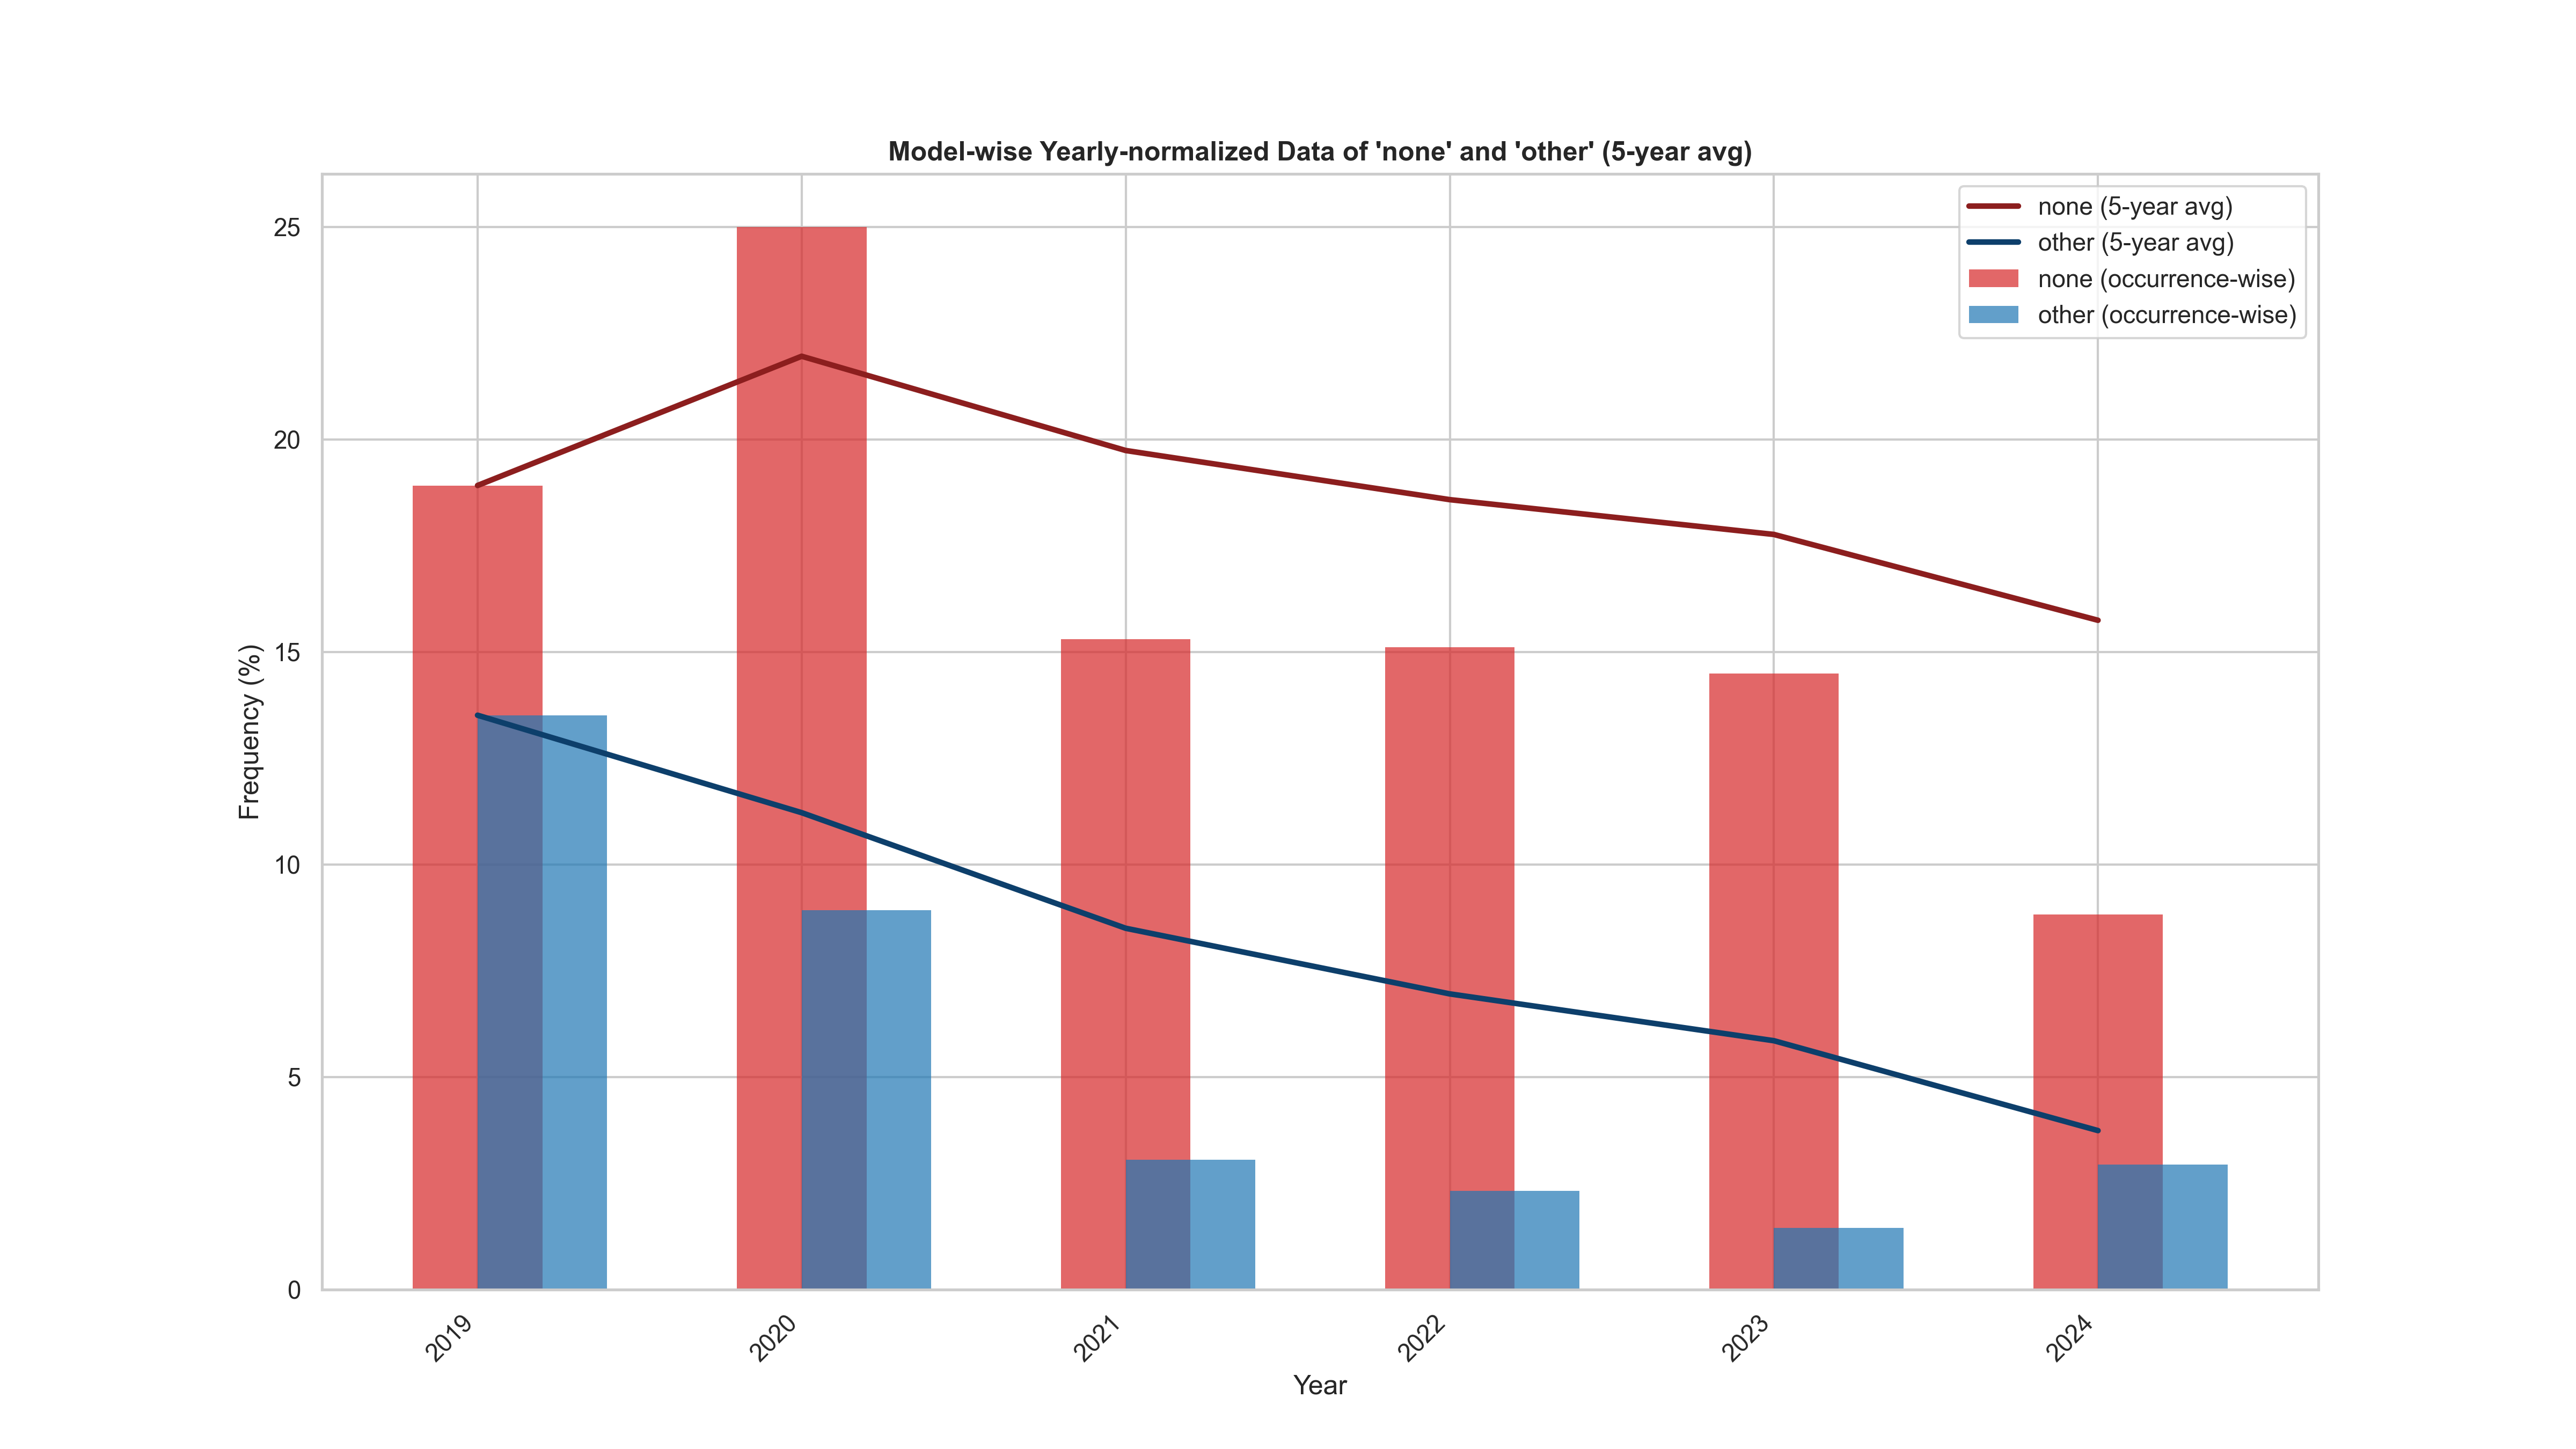 Model-wise Yearly-normalized Data of 'none' and 'other' (5-year avg)
none (5-year avg)
other (5-year avg)
none (occurrence-wise)
other (occurrence-wise)
Frequency (%)
25
20
15
10
5
0
2019
2020
2021
2022
2023
2024
Year